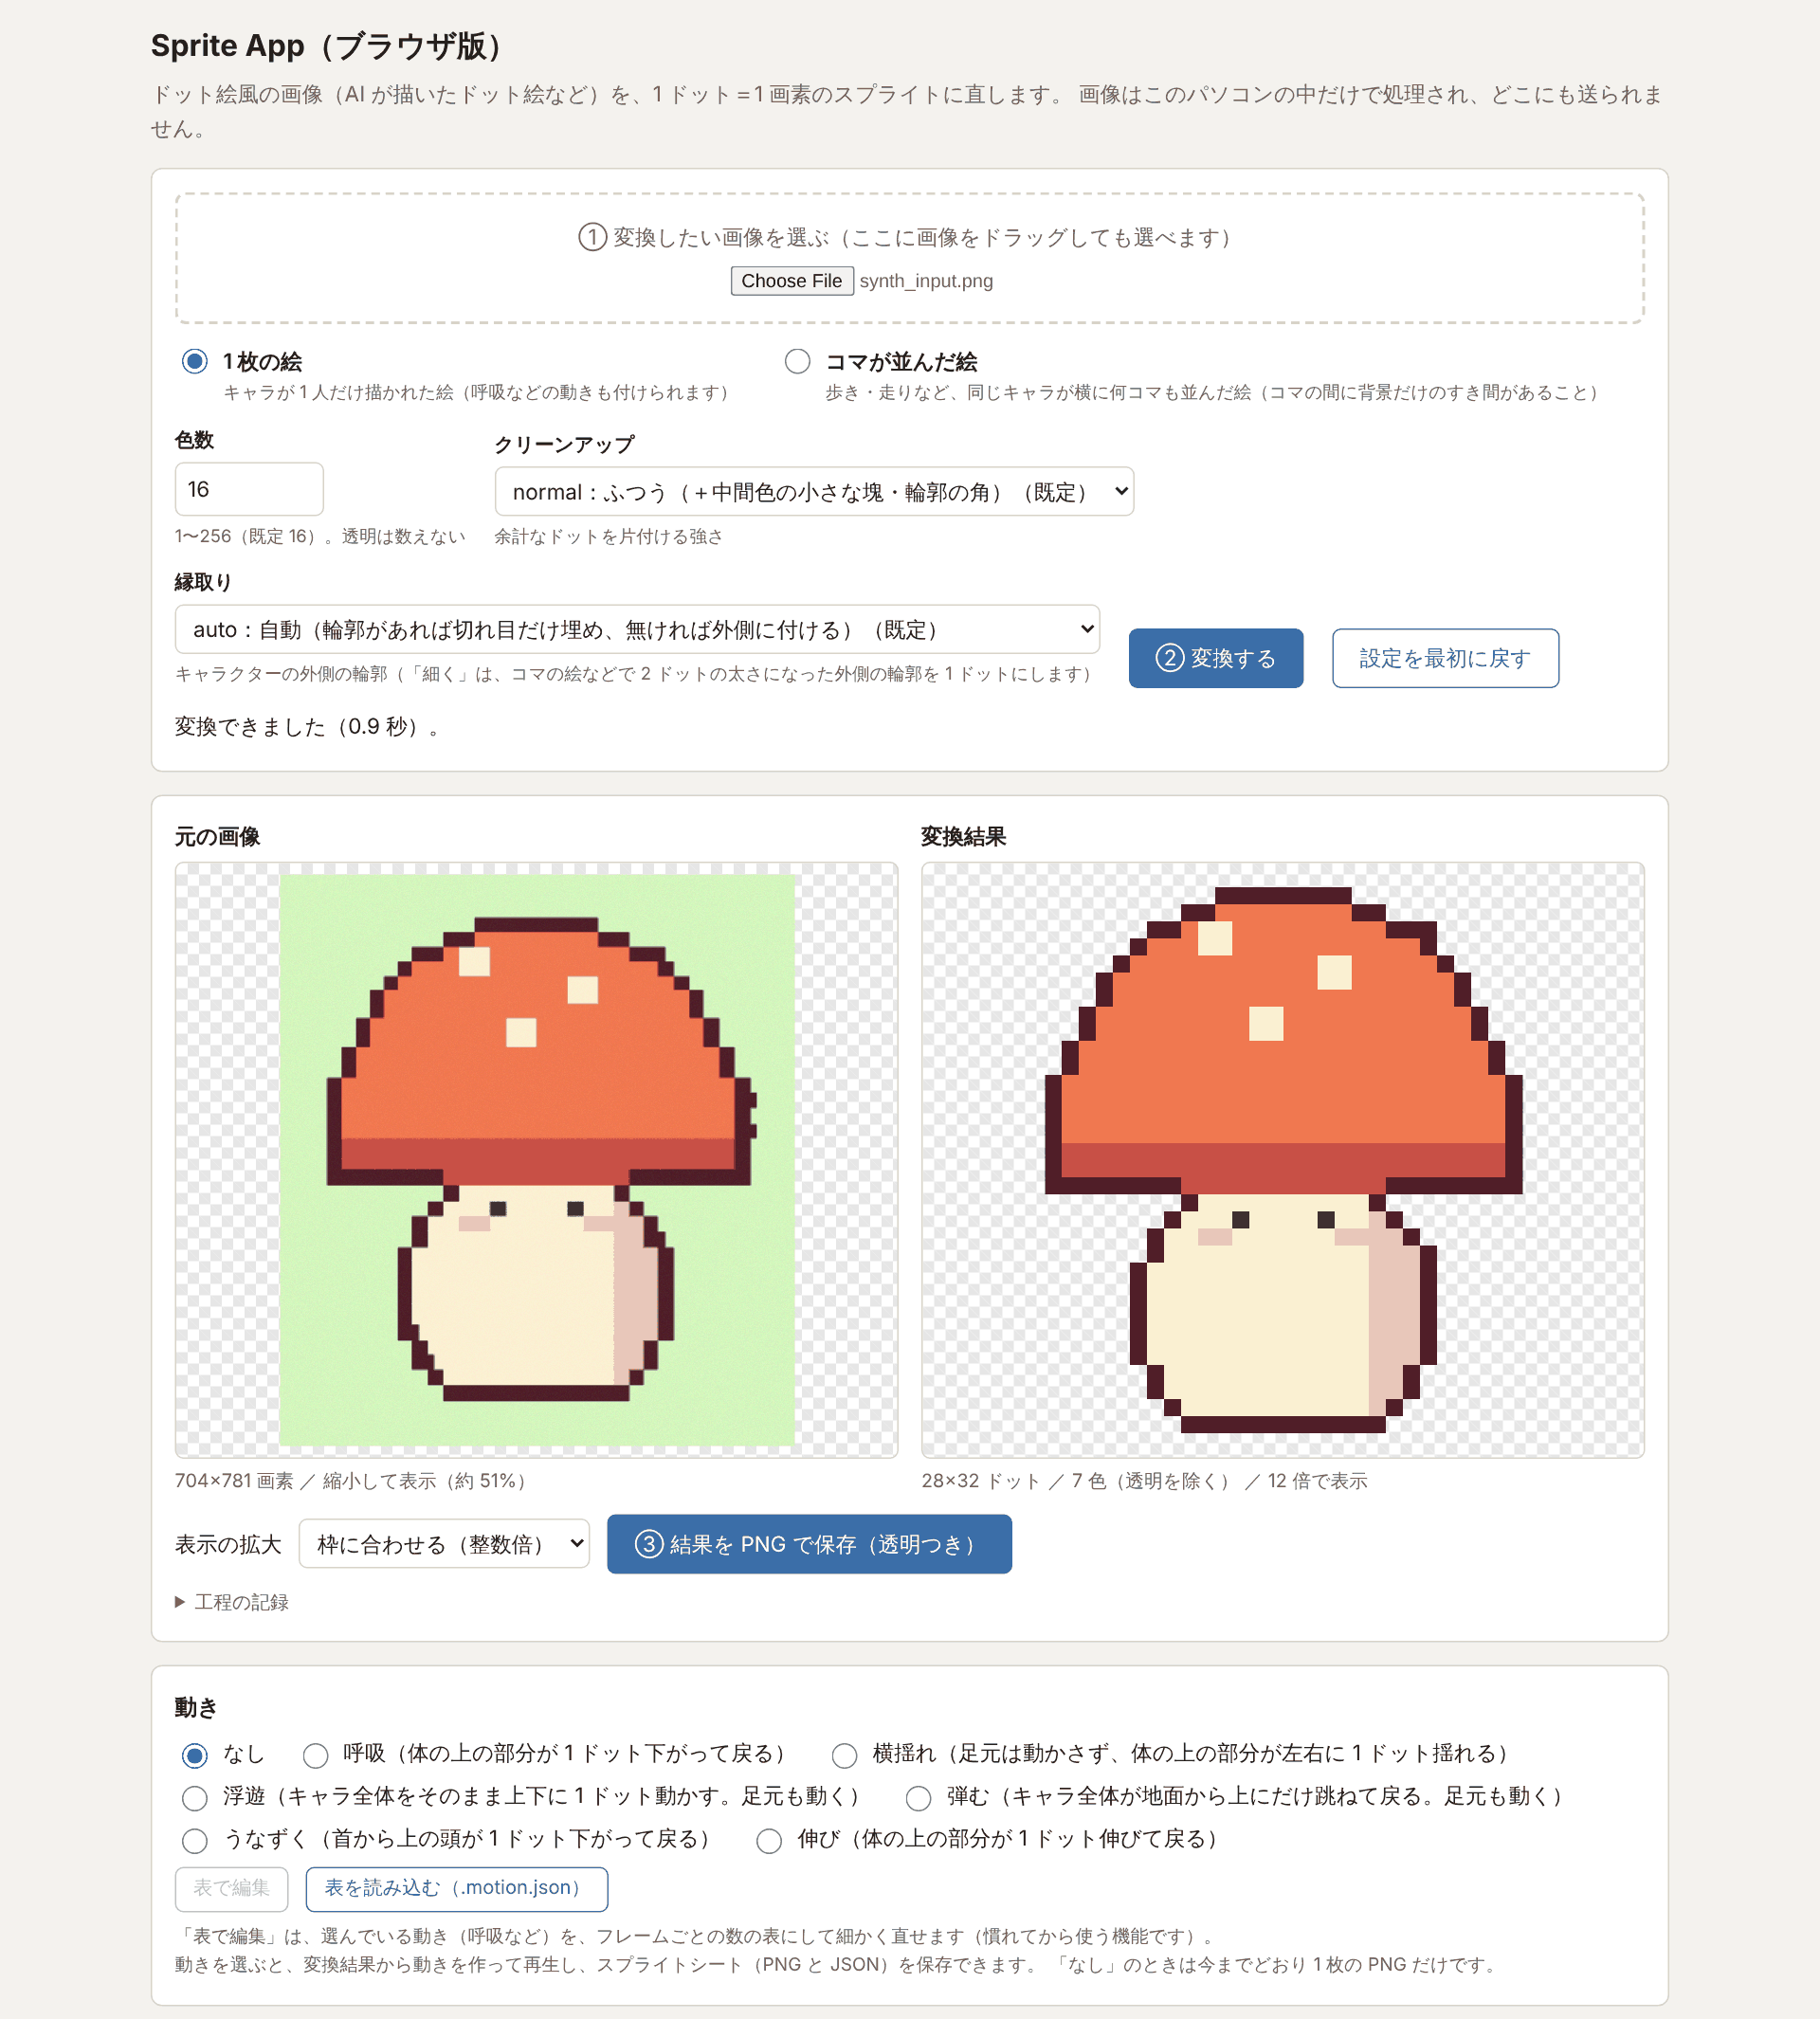 Sprite App（ブラウザ版）
ドット絵風の画像（AI が描いたドット絵など）を、1 ドット＝1 画素のスプライトに直します。 画像はこのパソコンの中だけで処理され、どこにも送られま
せん。
① 変換したい画像を選ぶ（ここに画像をドラッグしても選べます）
Choose File synth_input.png
1 枚の絵
キャラが 1 人だけ描かれた絵（呼吸などの動きも付けられます）
コマが並んだ絵
歩き・走りなど、同じキャラが横に何コマも並んだ絵（コマの間に背景だけのすき間があること）
色数
16
1〜256（既定 16）。透明は数えない
クリーンアップ
normal：ふつう（＋中間色の小さな塊・輪郭の角）（既定）
余計なドットを片付ける強さ
縁取り
auto：自動（輪郭があれば切れ目だけ埋め、無ければ外側に付ける）（既定）
キャラクターの外側の輪郭（「細く」は、コマの絵などで 2 ドットの太さになった外側の輪郭を 1 ドットにします）
② 変換する
設定を最初に戻す
変換できました（0.9 秒）。
元の画像
704×781 画素 ／ 縮小して表示（約 51%）
変換結果
28×32 ドット ／ 7 色（透明を除く） ／ 12 倍で表示
表示の拡大 枠に合わせる（整数倍） ③ 結果を PNG で保存（透明つき）
▶ 工程の記録
動き
なし 呼吸（体の上の部分が 1 ドット下がって戻る） 横揺れ（足元は動かさず、体の上の部分が左右に 1 ドット揺れる）
浮遊（キャラ全体をそのまま上下に 1 ドット動かす。足元も動く） 弾む（キャラ全体が地面から上にだけ跳ねて戻る。足元も動く）
うなずく（首から上の頭が 1 ドット下がって戻る） 伸び（体の上の部分が 1 ドット伸びて戻る）
表で編集 表を読み込む（.motion.json）
「表で編集」は、選んでいる動き（呼吸など）を、フレームごとの数の表にして細かく直せます（慣れてから使う機能です）。
動きを選ぶと、変換結果から動きを作って再生し、スプライトシート（PNG と JSON）を保存できます。 「なし」のときは今までどおり 1 枚の PNG だけです。